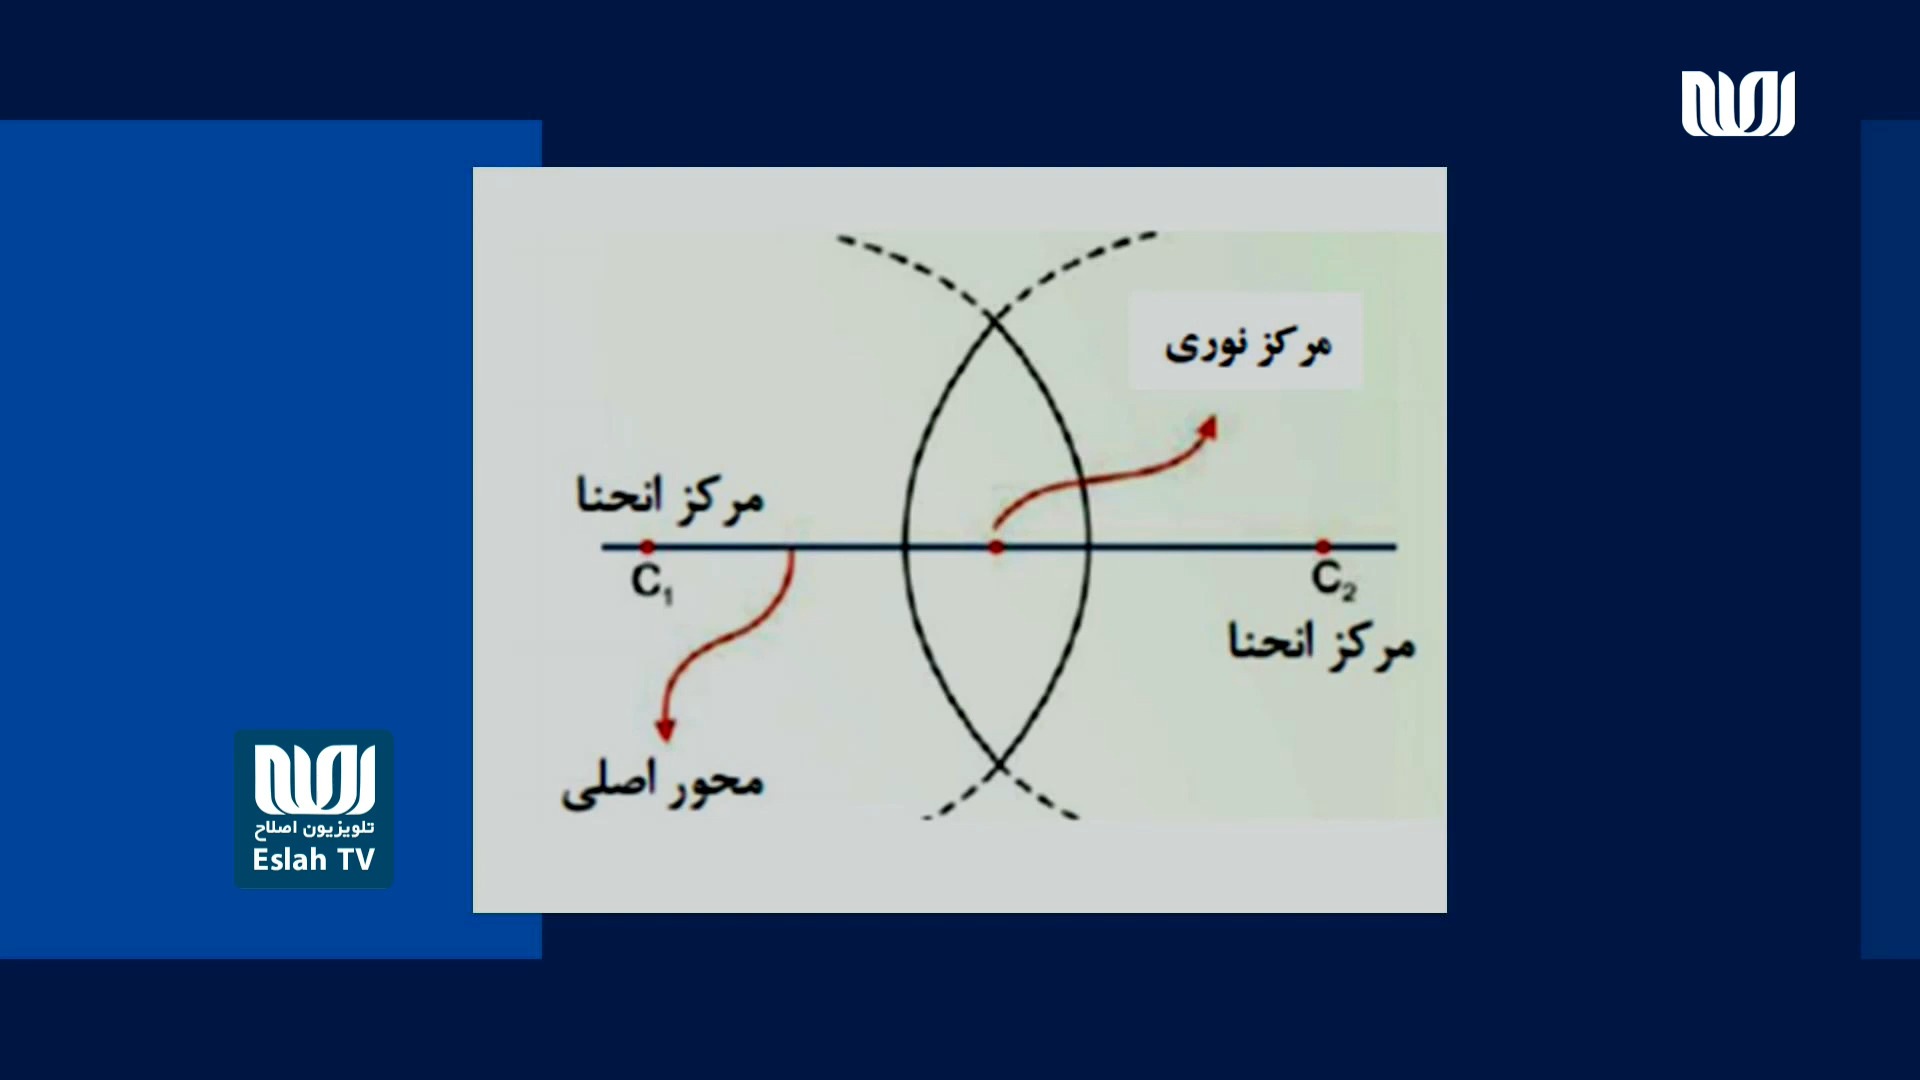 مرکز نوری
مرکز انحنا
C₁
C₂
مرکز انحنا
محور اصلی
تلویزیون اصلاح
Eslah TV